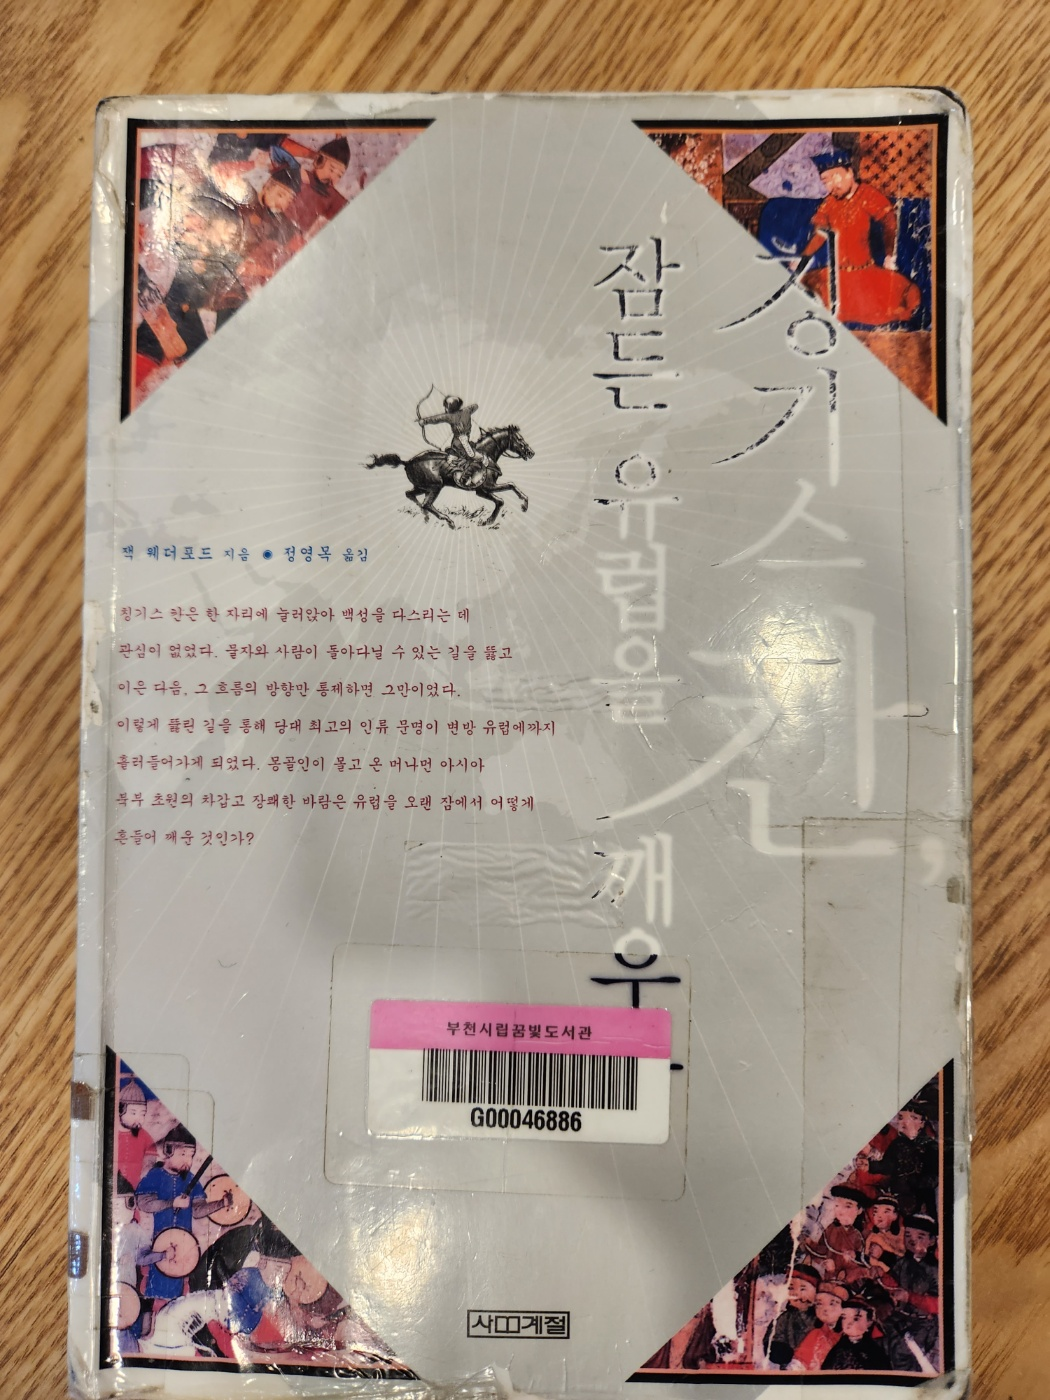 칭기스 칸,
잠든 유럽을 깨우
잭 웨더포드 지음 ◉ 정영목 옮김
칭기스 칸은 한 자리에 눌러앉아 백성을 다스리는 데
관심이 없었다. 물자와 사람이 돌아다닐 수 있는 길을 뚫고
이은 다음, 그 흐름의 방향만 통제하면 그만이었다.
이렇게 뚫린 길을 통해 당대 최고의 인류 문명이 변방 유럽에까지
흘러들어가게 되었다. 몽골인이 몰고 온 머나먼 아시아
북부 초원의 차갑고 장쾌한 바람은 유럽을 오랜 잠에서 어떻게
흔들어 깨운 것인가?
부천시립꿈빛도서관
G00046886
사계절